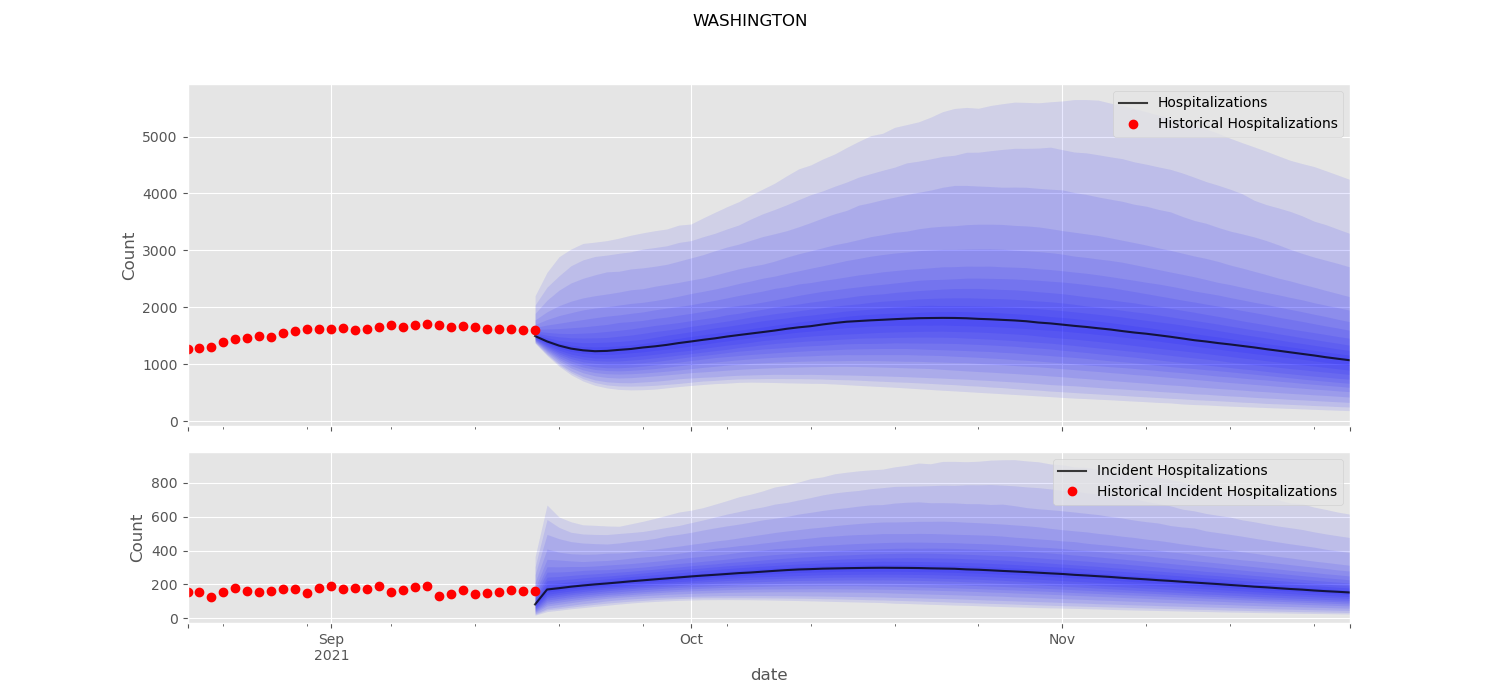 WASHINGTON
Hospitalizations
Historical Hospitalizations
5000
4000
3000
2000
1000
0
Count
Incident Hospitalizations
Historical Incident Hospitalizations
800
600
400
200
0
Count
Sep
2021
Oct
Nov
date